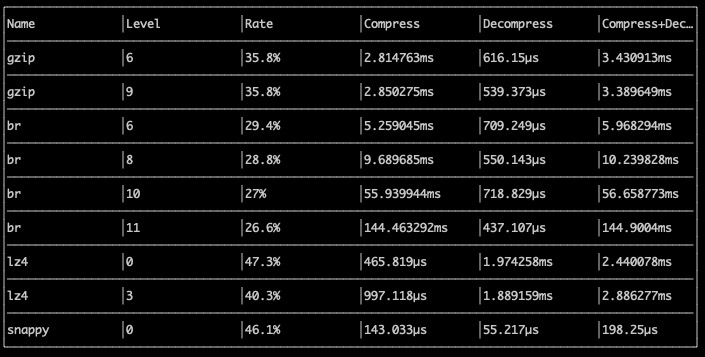 Name Level Rate Compress Decompress Compress+Dec…
gzip 6 35.8% 2.814763ms 616.15µs 3.430913ms
gzip 9 35.8% 2.850275ms 539.373µs 3.389649ms
br 6 29.4% 5.259045ms 709.249µs 5.968294ms
br 8 28.8% 9.689685ms 550.143µs 10.239828ms
br 10 27% 55.939944ms 718.829µs 56.658773ms
br 11 26.6% 144.463292ms 437.107µs 144.9004ms
lz4 0 47.3% 465.819µs 1.974258ms 2.440078ms
lz4 3 40.3% 997.118µs 1.889159ms 2.886277ms
snappy 0 46.1% 143.033µs 55.217µs 198.25µs